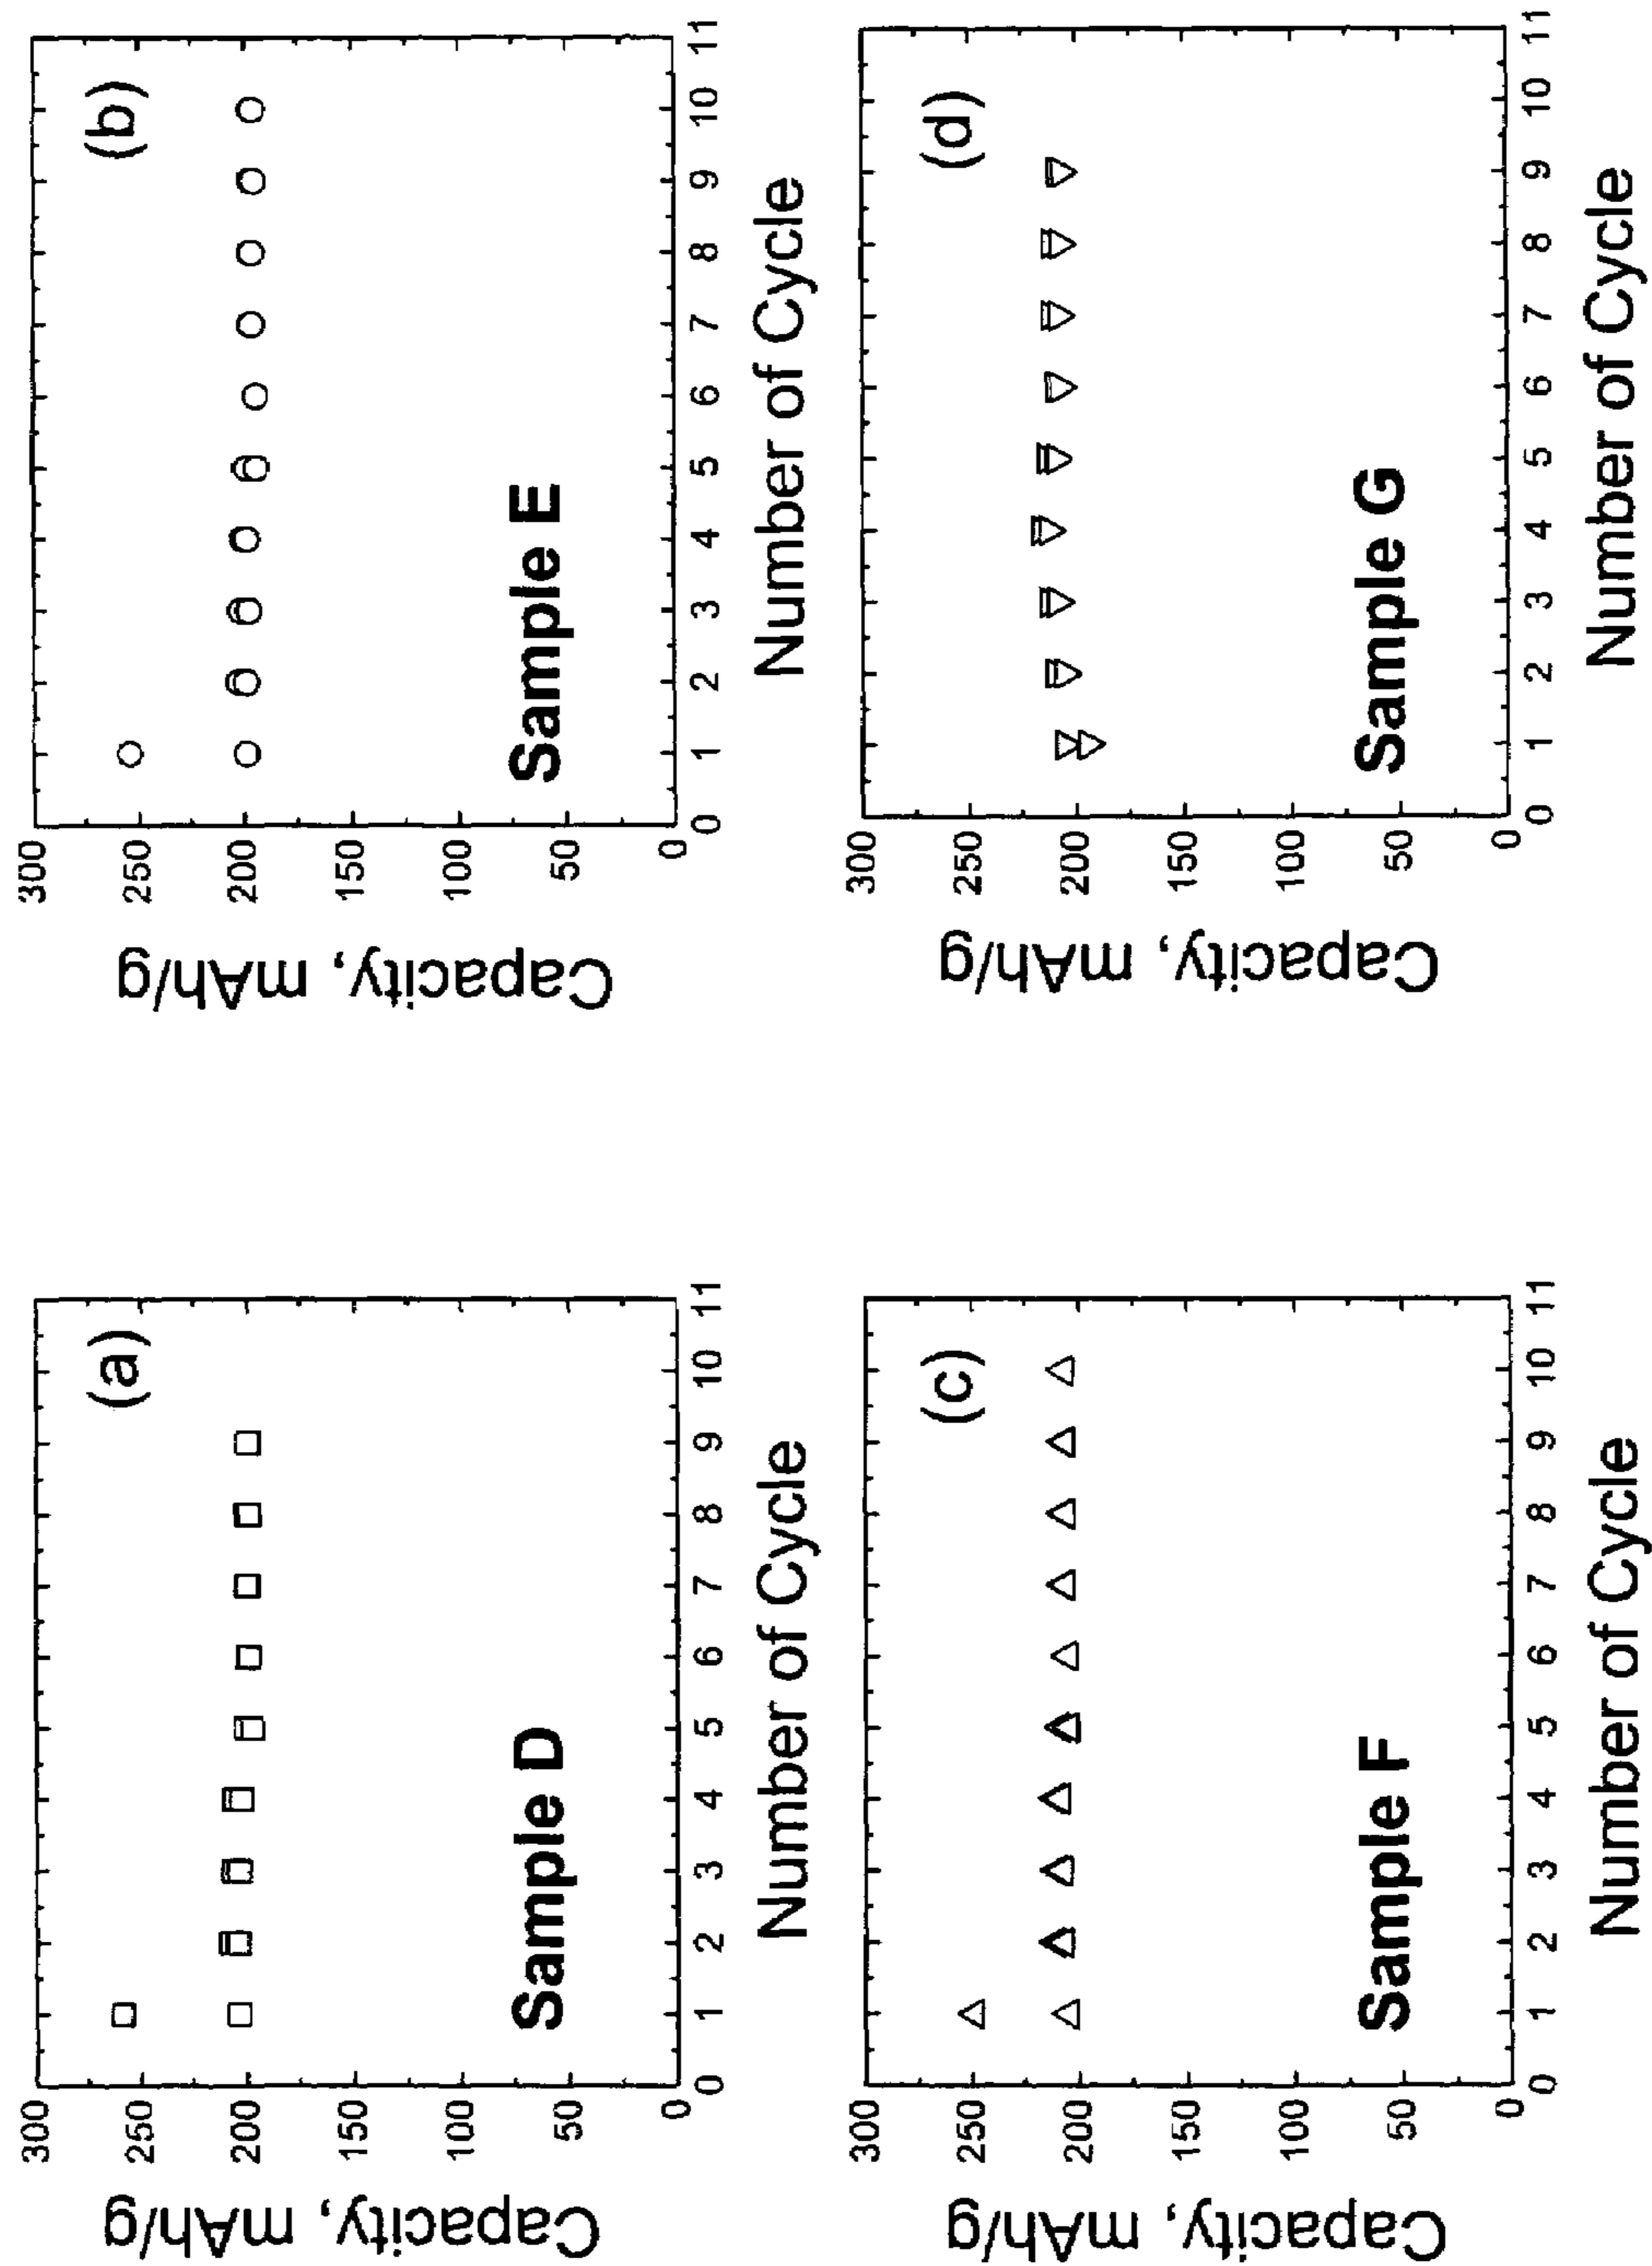 (a)
Sample D
Capacity, mAh/g
300
250
200
150
100
50
0
0 1 2 3 4 5 6 7 8 9 10 11
Number of Cycle
(b)
Sample E
Capacity, mAh/g
300
250
200
150
100
50
0
0 1 2 3 4 5 6 7 8 9 10 11
Number of Cycle
(c)
Sample F
Capacity, mAh/g
300
250
200
150
100
50
0
0 1 2 3 4 5 6 7 8 9 10 11
Number of Cycle
(d)
Sample G
Capacity, mAh/g
300
250
200
150
100
50
0
0 1 2 3 4 5 6 7 8 9 10 11
Number of Cycle